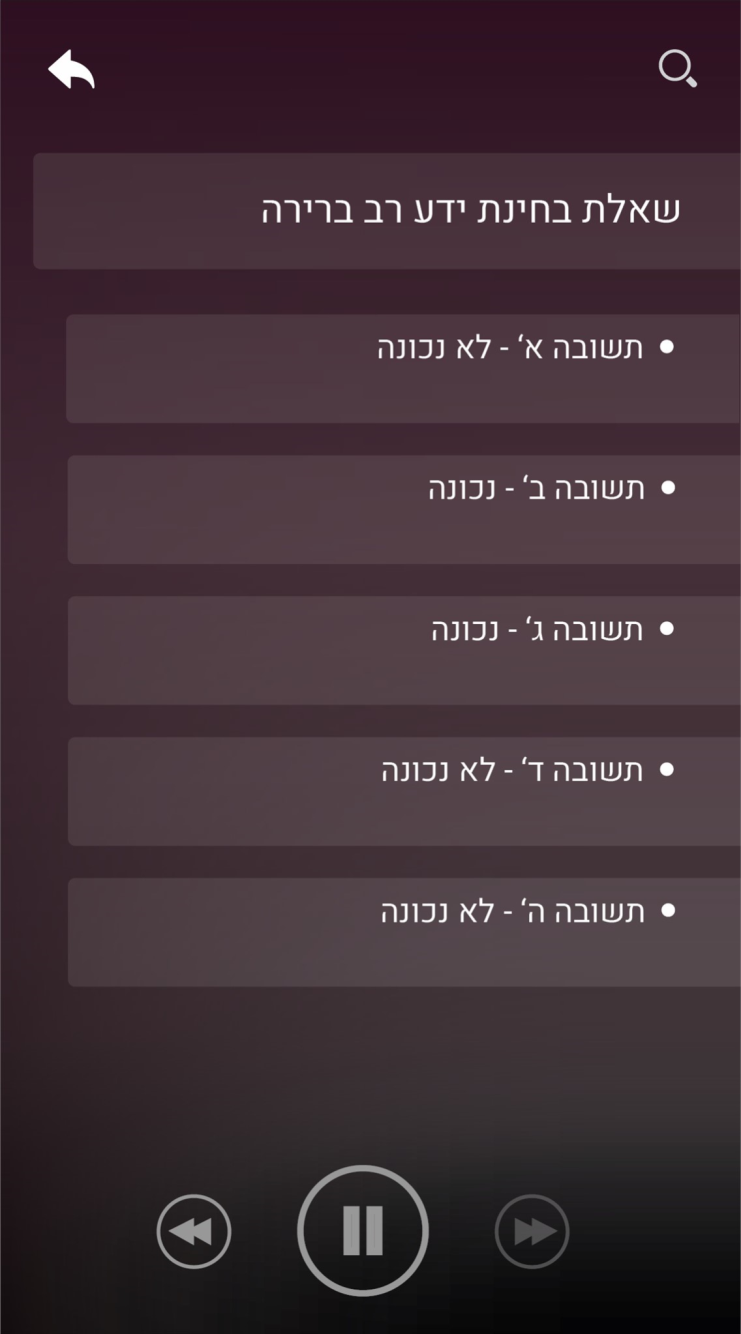 שאלת בחינת ידע רב ברירה
• תשובה א' - לא נכונה
• תשובה ב' - נכונה
• תשובה ג' - נכונה
• תשובה ד' - לא נכונה
• תשובה ה' - לא נכונה